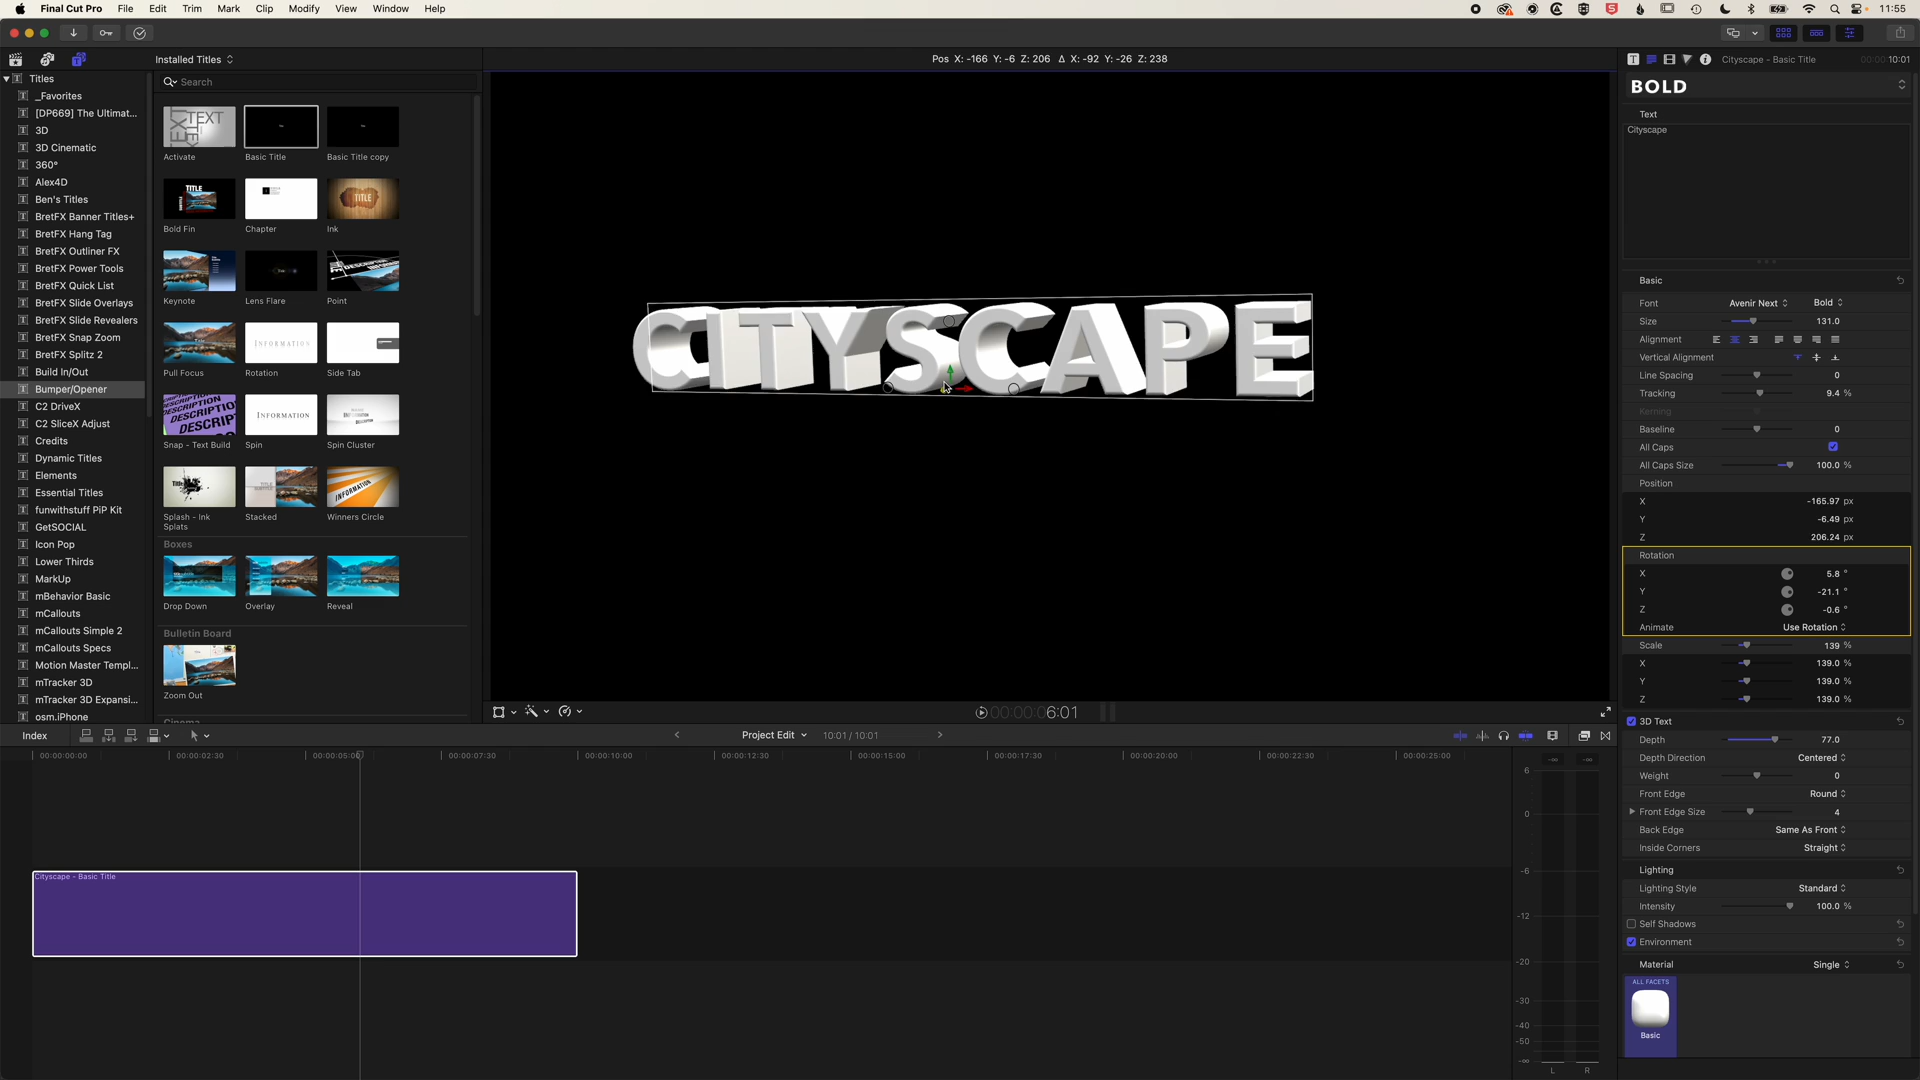 Final Cut Pro File Edit Trim Mark Clip Modify View Window Help 11:55
Installed Titles
Pos X: -166 Y: -6 Z: 206 Δ X: -92 Y: -26 Z: 238
Cityscape - Basic Title 10:01
Titles
_Favorites
[DP669] The Ultimat...
3D
3D Cinematic
360°
Alex4D
Ben's Titles
BretFX Banner Titles+
BretFX Hang Tag
BretFX Outliner FX
BretFX Power Tools
BretFX Quick List
BretFX Slide Overlays
BretFX Slide Revealers
BretFX Snap Zoom
BretFX Splitz 2
Build In/Out
Bumper/Opener
C2 DriveX
C2 SliceX Adjust
Credits
Dynamic Titles
Elements
Essential Titles
funwithstuff PiP Kit
GetSOCIAL
Icon Pop
Lower Thirds
MarkUp
mBehavior Basic
mCallouts
mCallouts Simple 2
mCallouts Specs
Motion Master Templ...
mTracker 3D
mTracker 3D Expansi...
osm.iPhone
Search
Activate Basic Title Basic Title copy
Bold Fin Chapter Ink
Keynote Lens Flare Point
Pull Focus Rotation Side Tab
Snap - Text Build Spin Spin Cluster
Splash - Ink Splats Stacked Winners Circle
Boxes
Drop Down Overlay Reveal
Bulletin Board
Zoom Out
Cinema
CITYSCAPE
00:00:06:01
BOLD
Text
Cityscape
Basic
Font Avenir Next Bold
Size 131.0
Alignment
Vertical Alignment
Line Spacing 0
Tracking 9.4 %
Kerning
Baseline 0
All Caps
All Caps Size 100.0 %
Position
X -165.97 px
Y -6.49 px
Z 206.24 px
Rotation
X 5.8 °
Y -21.1 °
Z -0.6 °
Animate Use Rotation
Scale 139 %
X 139.0 %
Y 139.0 %
Z 139.0 %
3D Text
Depth 77.0
Depth Direction Centered
Weight 0
Front Edge Round
Front Edge Size 4
Back Edge Same As Front
Inside Corners Straight
Lighting
Lighting Style Standard
Intensity 100.0 %
Self Shadows
Environment
Material Single
ALL FACETS
Basic
Index
Project Edit 10:01 / 10:01
00:00:00:00 00:00:02:30 00:00:05:00 00:00:07:30 00:00:10:00 00:00:12:30 00:00:15:00 00:00:17:30 00:00:20:00 00:00:22:30 00:00:25:00
Cityscape - Basic Title
6
0
-6
-12
-20
-30
-40
-50
-∞
L R